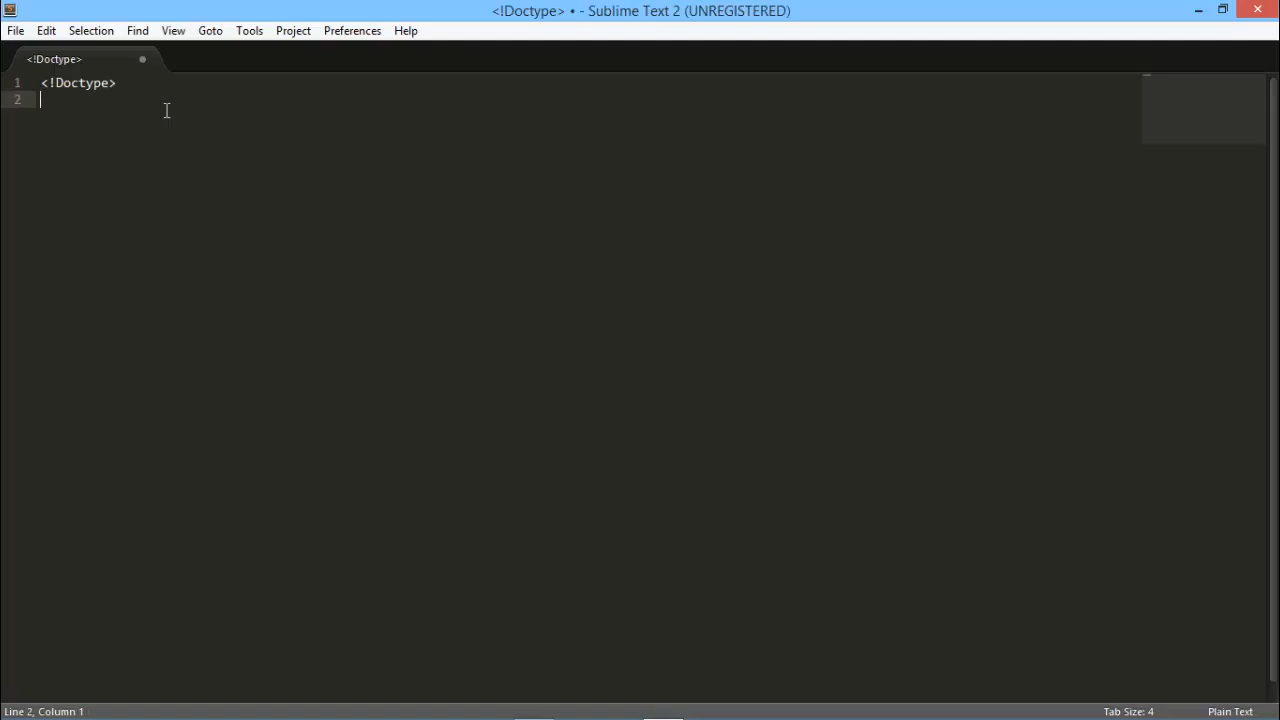 <!Doctype> • - Sublime Text 2 (UNREGISTERED)
File Edit Selection Find View Goto Tools Project Preferences Help
<!Doctype>
1 <!Doctype>
2
Line 2, Column 1 Tab Size: 4 Plain Text